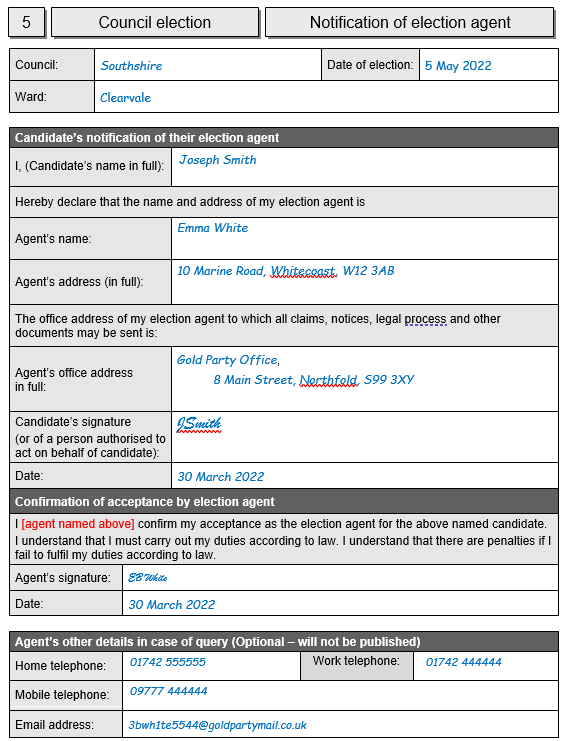 5 Council election Notification of election agent
Council: Southshire Date of election: 5 May 2022
Ward: Clearvale
Candidate's notification of their election agent
I, (Candidate's name in full): Joseph Smith
Hereby declare that the name and address of my election agent is
Agent's name: Emma White
Agent's address (in full): 10 Marine Road, Whitecoast, W12 3AB
The office address of my election agent to which all claims, notices, legal process and other
documents may be sent is:
Agent's office address
in full:
Gold Party Office,
8 Main Street, Northfold, S99 3XY
Candidate's signature
(or of a person authorised to
act on behalf of candidate):
JSmith
Date: 30 March 2022
Confirmation of acceptance by election agent
I [agent named above] confirm my acceptance as the election agent for the above named candidate.
I understand that I must carry out my duties according to law. I understand that there are penalties if I
fail to fulfil my duties according to law.
Agent's signature: EB White
Date: 30 March 2022
Agent's other details in case of query (Optional – will not be published)
Home telephone: 01742 555555 Work telephone: 01742 444444
Mobile telephone: 09777 444444
Email address: 3bwh1te5544@goldpartymail.co.uk